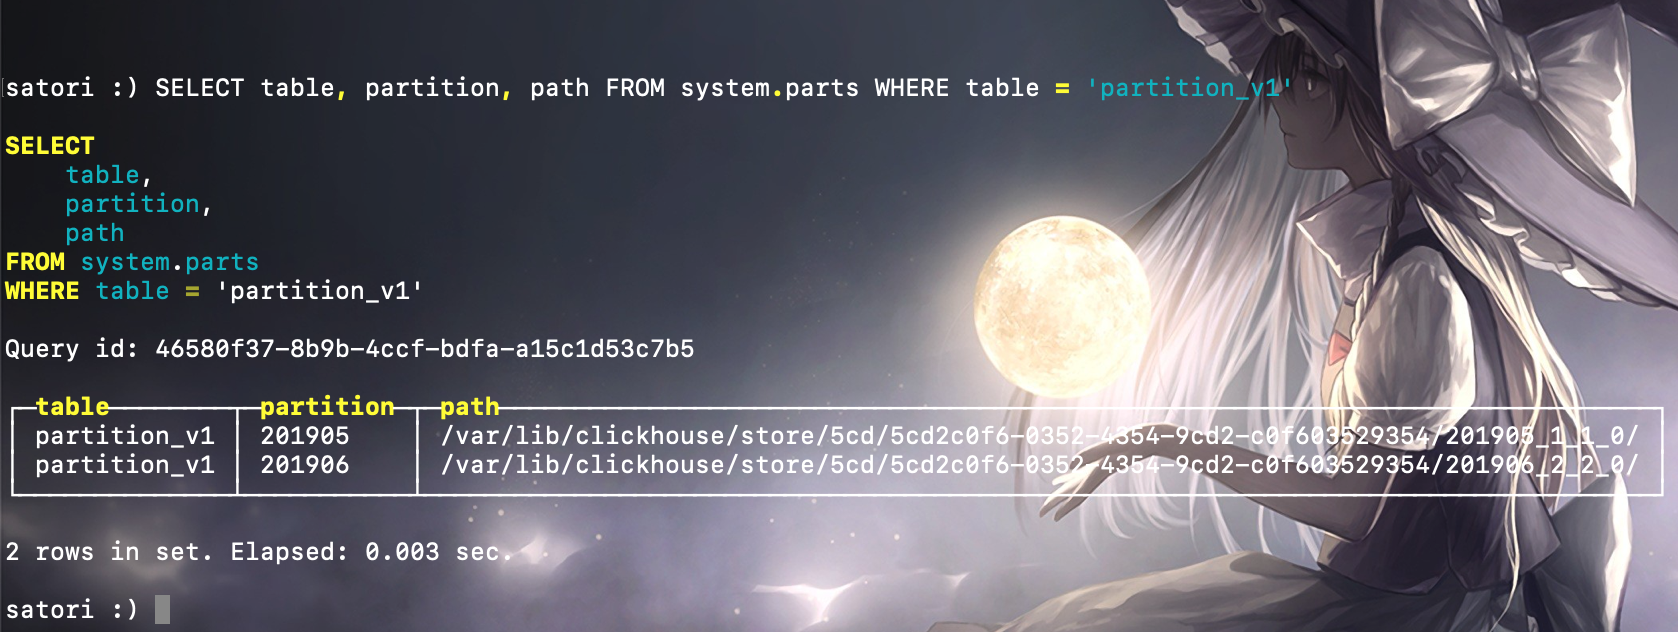 satori :) SELECT table, partition, path FROM system.parts WHERE table = 'partition_v1'
SELECT
    table,
    partition,
    path
FROM system.parts
WHERE table = 'partition_v1'
Query id: 46580f37-8b9b-4ccf-bdfa-a15c1d53c7b5
table partition path
partition_v1 201905 /var/lib/clickhouse/store/5cd/5cd2c0f6-0352-4354-9cd2-c0f603529354/201905_1_1_0/
partition_v1 201906 /var/lib/clickhouse/store/5cd/5cd2c0f6-0352-4354-9cd2-c0f603529354/201906_2_2_0/
2 rows in set. Elapsed: 0.003 sec.
satori :)